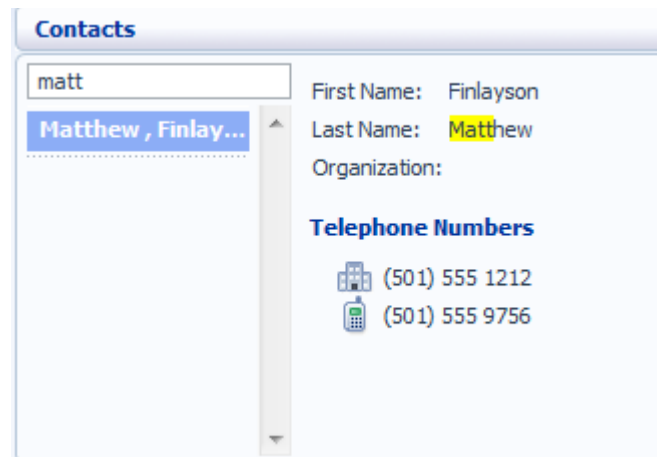 Contacts
matt
Matthew , Finlay...
First Name: Finlayson
Last Name: Matthew
Organization:
Telephone Numbers
(501) 555 1212
(501) 555 9756